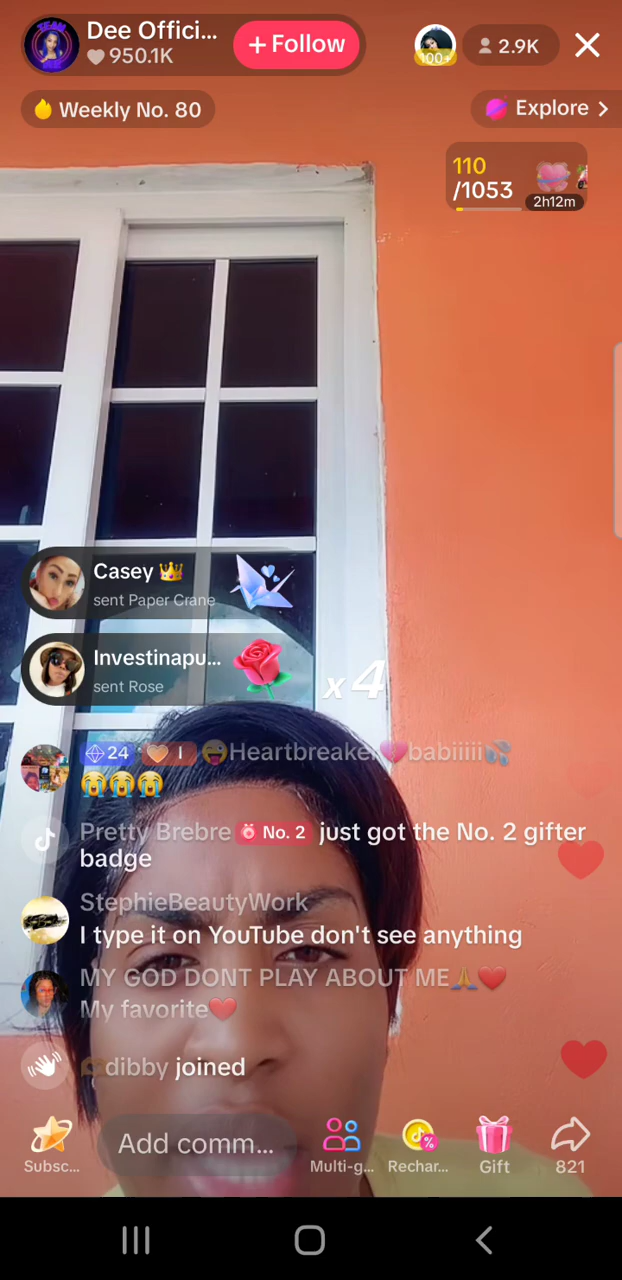 Dee Offici...
950.1K
+ Follow
100+
2.9K
Weekly No. 80
Explore
110
/1053
2h12m
Casey
sent Paper Crane
Investinapu...
sent Rose
x4
24 I Heartbreaker babiiiii
Pretty Brebre No. 2 just got the No. 2 gifter
badge
StephieBeautyWork
I type it on YouTube don't see anything
MY GOD DONT PLAY ABOUT ME
My favorite
dibby joined
Add comm...
Subsc...
Multi-g...
Rechar...
Gift
821